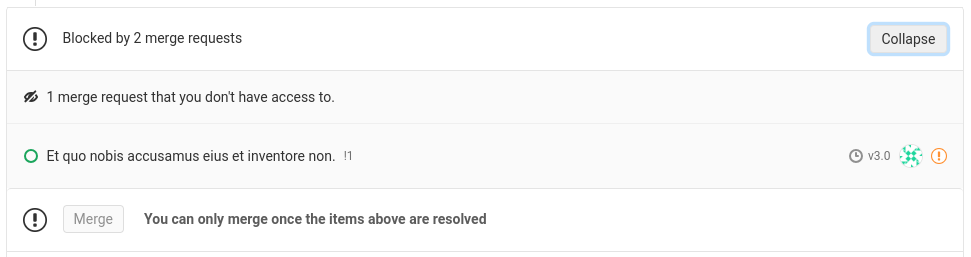 Blocked by 2 merge requests
Collapse
1 merge request that you don't have access to.
Et quo nobis accusamus eius et inventore non. !1 v3.0
Merge You can only merge once the items above are resolved